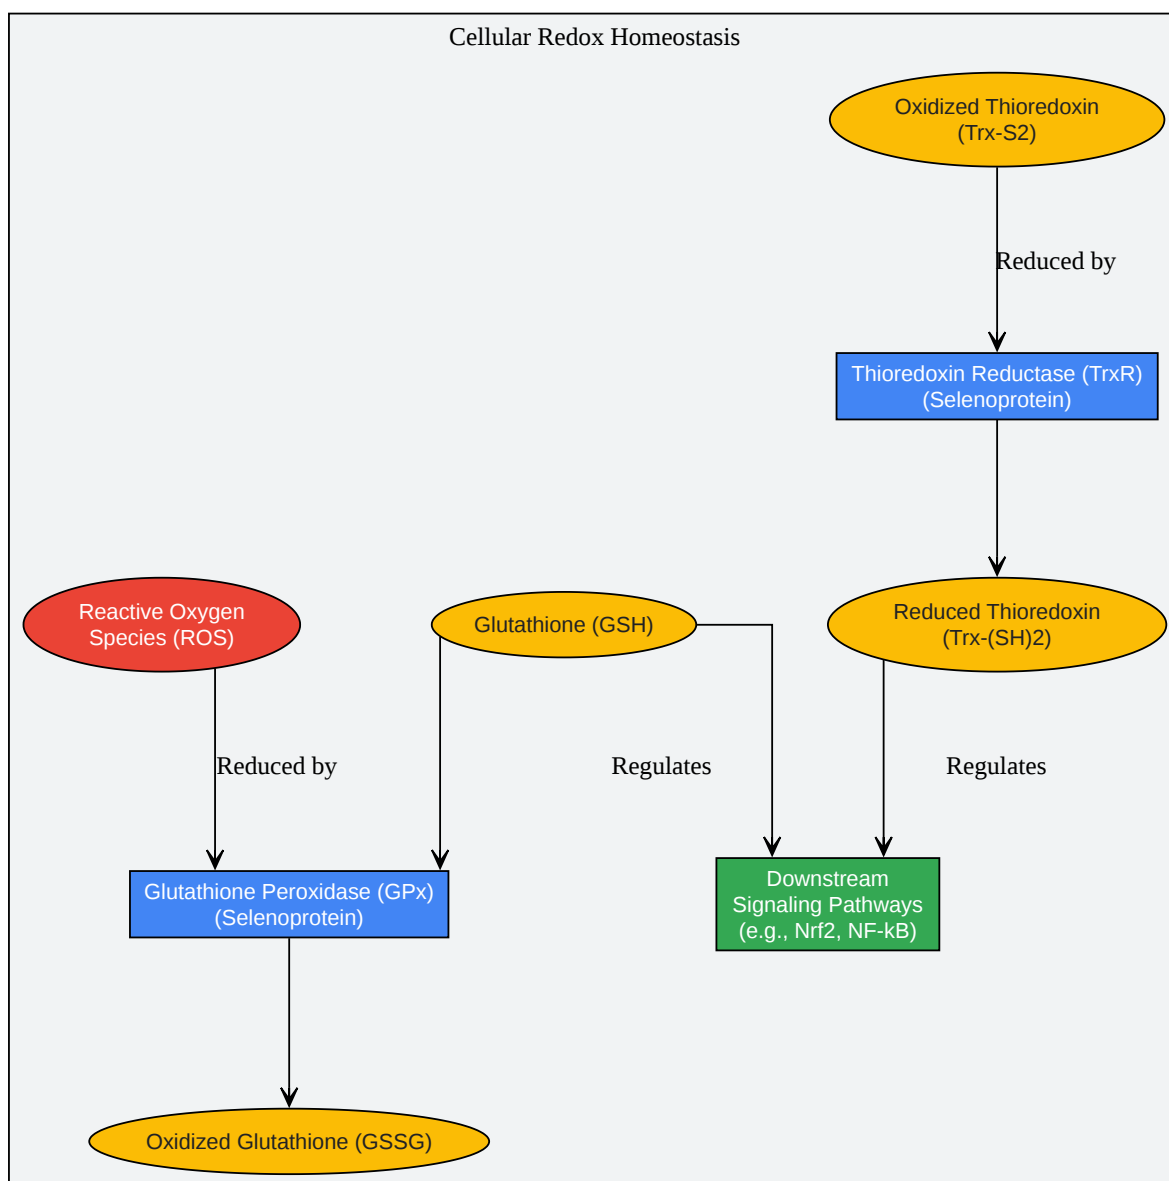 Cellular Redox Homeostasis
Oxidized Thioredoxin
(Trx-S2)
Reduced by
Thioredoxin Reductase (TrxR)
(Selenoprotein)
Reactive Oxygen
Species (ROS)
Glutathione (GSH)
Reduced Thioredoxin
(Trx-(SH)2)
Reduced by
Regulates
Regulates
Glutathione Peroxidase (GPx)
(Selenoprotein)
Downstream
Signaling Pathways
(e.g., Nrf2, NF-kB)
Oxidized Glutathione (GSSG)